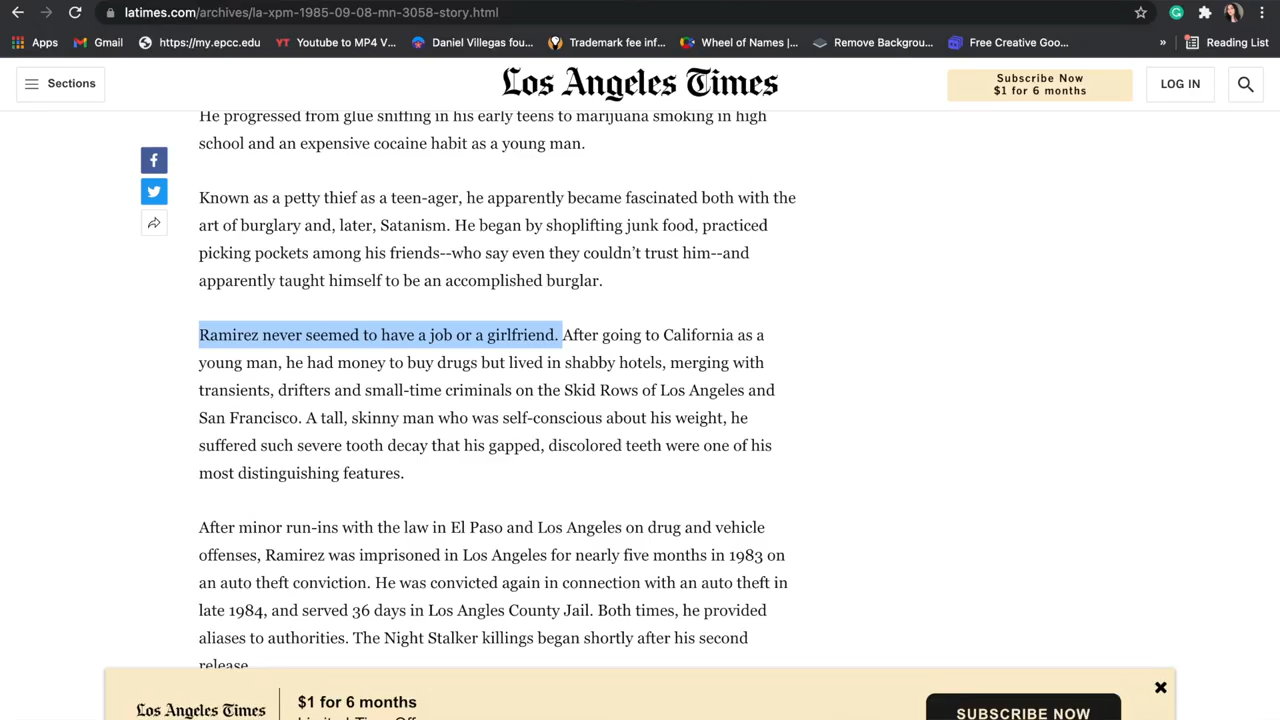 latimes.com/archives/la-xpm-1985-09-08-mn-3058-story.html
Apps
Gmail
https://my.epcc.edu
YT Youtube to MP4 V...
Daniel Villegas fou...
Trademark fee inf...
Wheel of Names |...
Remove Backgrou...
Free Creative Goo...
»
Reading List
Sections
Los Angeles Times
Subscribe Now
$1 for 6 months
LOG IN
He progressed from glue sniffing in his early teens to marijuana smoking in high
school and an expensive cocaine habit as a young man.
Known as a petty thief as a teen-ager, he apparently became fascinated both with the
art of burglary and, later, Satanism. He began by shoplifting junk food, practiced
picking pockets among his friends--who say even they couldn’t trust him--and
apparently taught himself to be an accomplished burglar.
Ramirez never seemed to have a job or a girlfriend. After going to California as a
young man, he had money to buy drugs but lived in shabby hotels, merging with
transients, drifters and small-time criminals on the Skid Rows of Los Angeles and
San Francisco. A tall, skinny man who was self-conscious about his weight, he
suffered such severe tooth decay that his gapped, discolored teeth were one of his
most distinguishing features.
After minor run-ins with the law in El Paso and Los Angeles on drug and vehicle
offenses, Ramirez was imprisoned in Los Angeles for nearly five months in 1983 on
an auto theft conviction. He was convicted again in connection with an auto theft in
late 1984, and served 36 days in Los Angles County Jail. Both times, he provided
aliases to authorities. The Night Stalker killings began shortly after his second
release.
Los Angeles Times
$1 for 6 months
Limited-Time Off
SUBSCRIBE NOW